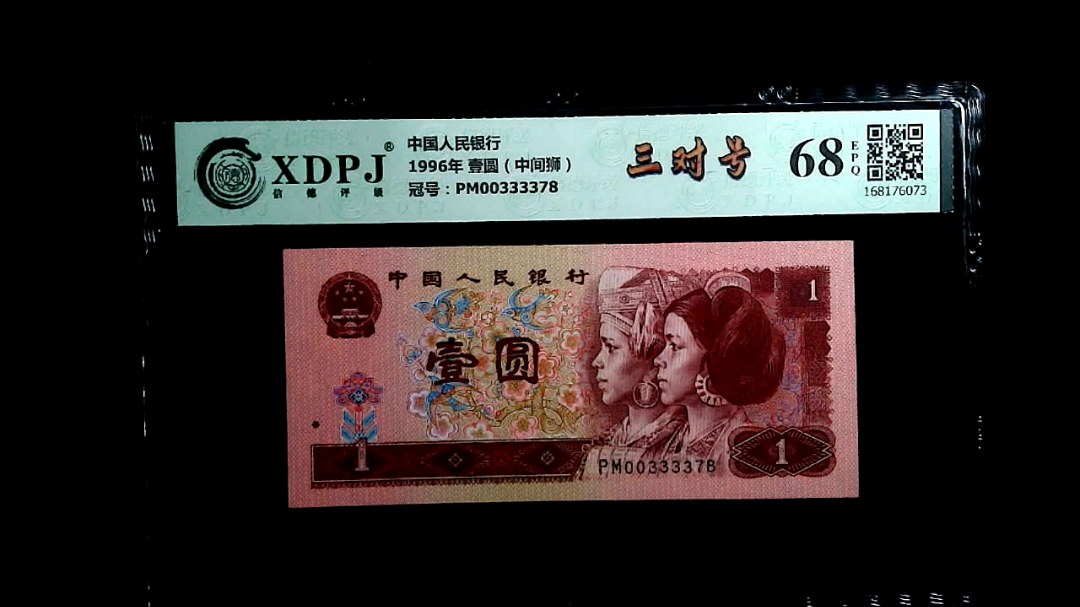 XDPJ®
信德评级
中国人民银行
1996年 壹圆（中间狮）
冠号：PM00333378
三对号
68
EPQ
168176073
中国人民银行
1
壹圆
1
PM00333378
1